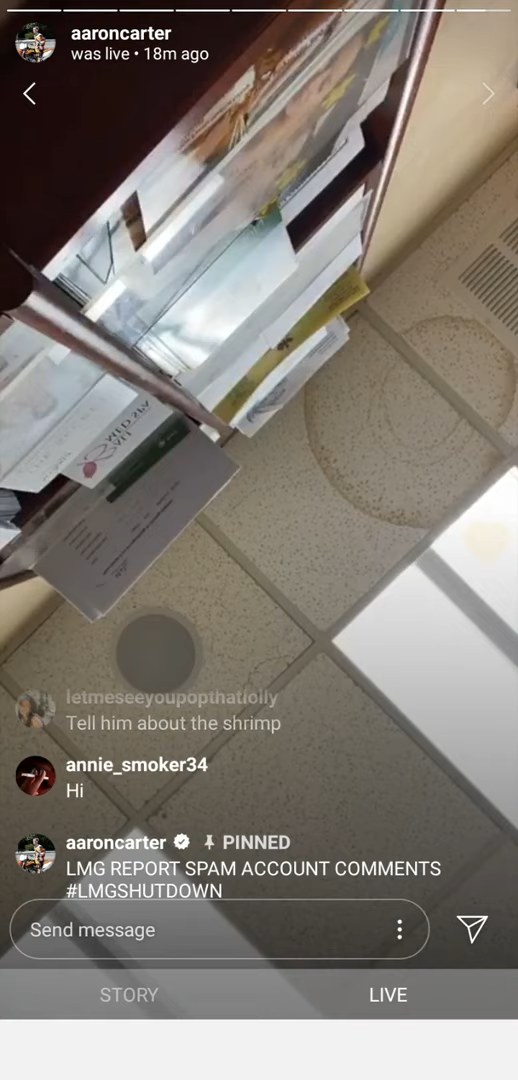 aaroncarter
was live • 18m ago
letmeseeyoupopthatlolly
Tell him about the shrimp
annie_smoker34
Hi
aaroncarter PINNED
LMG REPORT SPAM ACCOUNT COMMENTS
#LMGSHUTDOWN
Send message
STORY LIVE